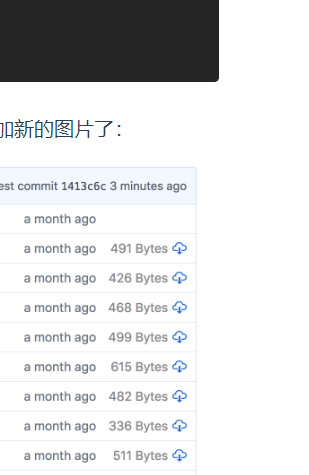 加新的图片了：
est commit 1413c6c 3 minutes ago
a month ago
a month ago 491 Bytes
a month ago 426 Bytes
a month ago 468 Bytes
a month ago 499 Bytes
a month ago 615 Bytes
a month ago 482 Bytes
a month ago 336 Bytes
a month ago 511 Bytes